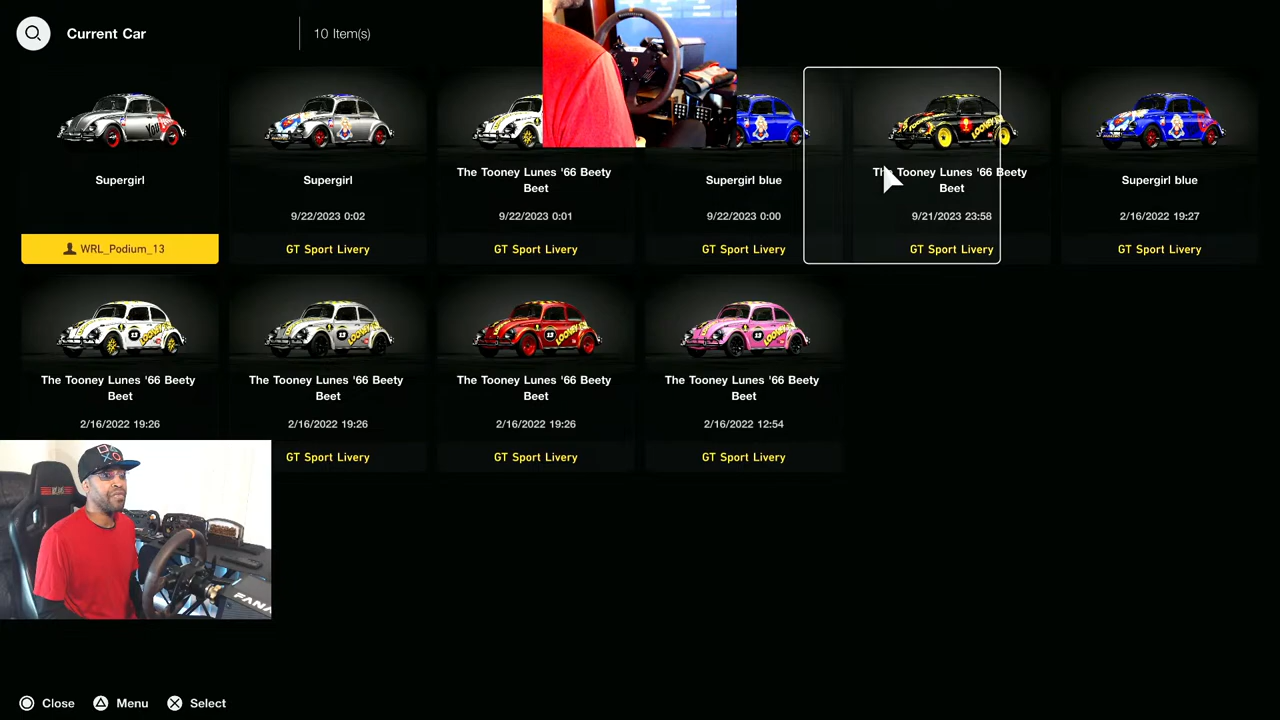 Current Car
10 Item(s)
You
LOONEY
Supergirl
Supergirl
The Tooney Lunes '66 Beety
Beet
Supergirl blue
The Tooney Lunes '66 Beety
Beet
Supergirl blue
9/22/2023 0:02
9/22/2023 0:01
9/22/2023 0:00
9/21/2023 23:58
2/16/2022 19:27
WRL_Podium_13
GT Sport Livery
GT Sport Livery
GT Sport Livery
GT Sport Livery
GT Sport Livery
13
13
13
The Tooney Lunes '66 Beety
Beet
The Tooney Lunes '66 Beety
Beet
The Tooney Lunes '66 Beety
Beet
The Tooney Lunes '66 Beety
Beet
2/16/2022 19:26
2/16/2022 19:26
2/16/2022 19:26
2/16/2022 12:54
GT Sport Livery
GT Sport Livery
GT Sport Livery
FANA
Close
Menu
Select